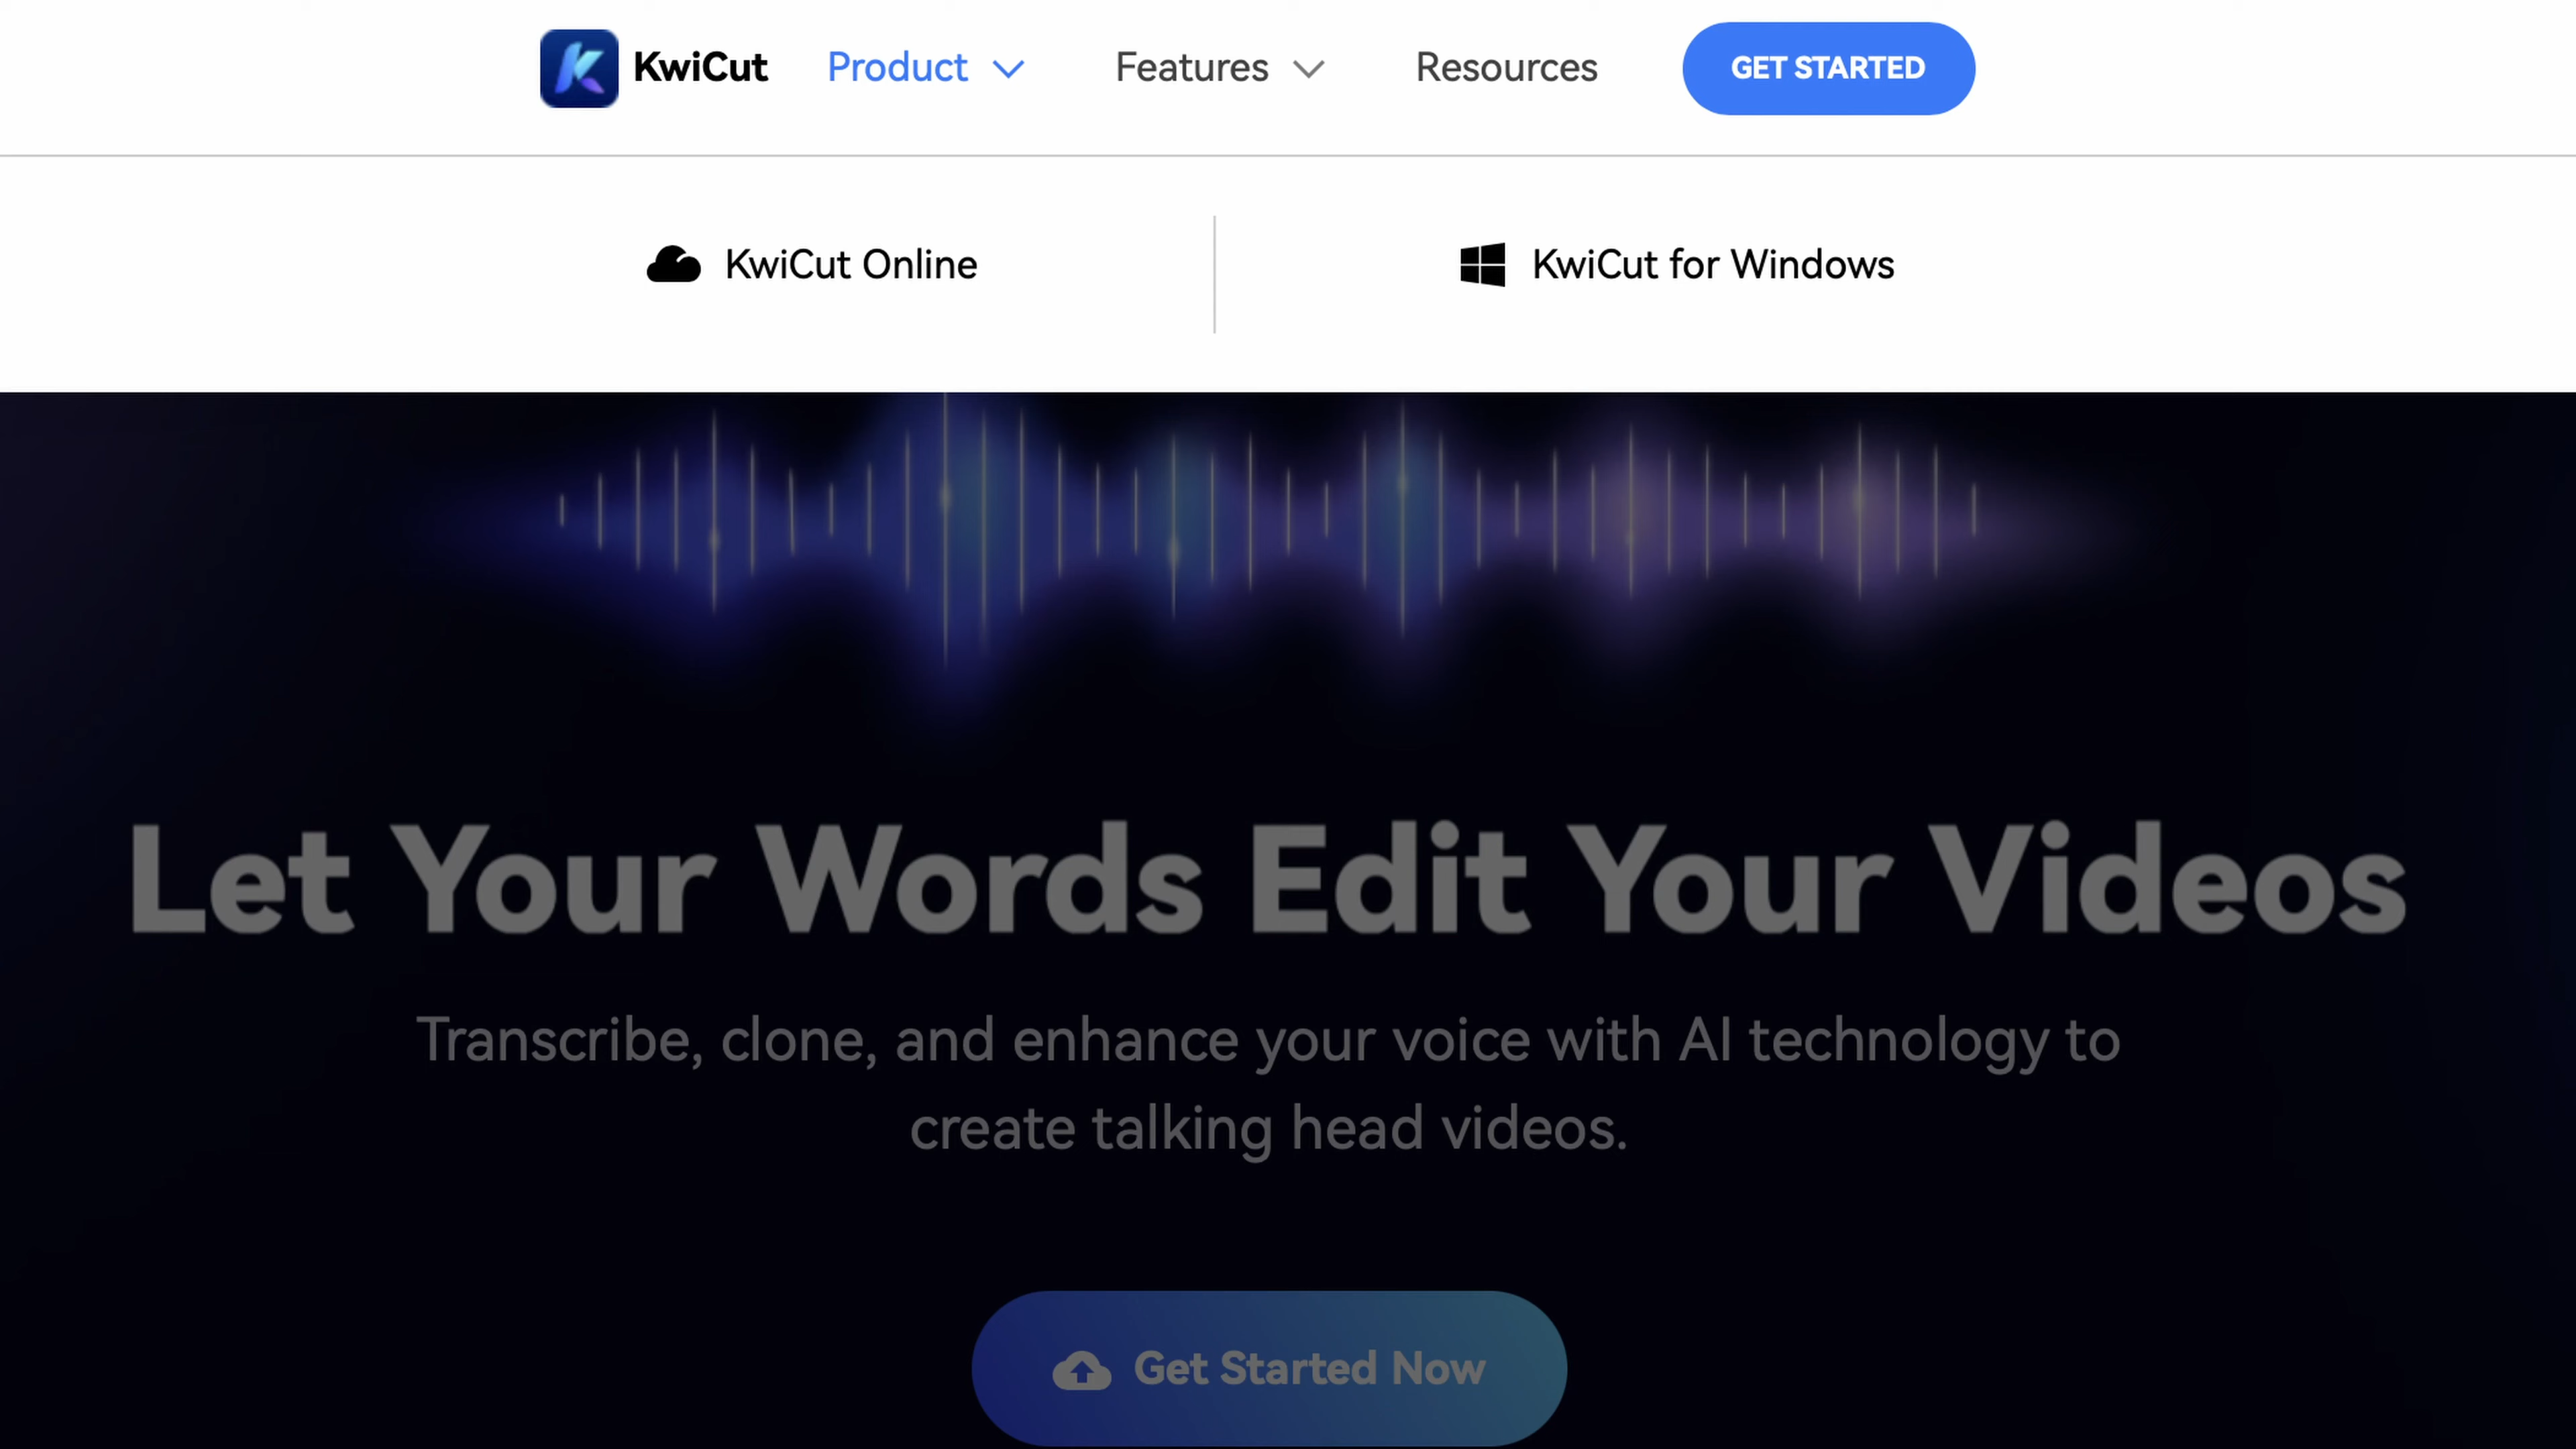 KwiCut Product Features Resources GET STARTED
KwiCut Online KwiCut for Windows
Let Your Words Edit Your Videos
Transcribe, clone, and enhance your voice with AI technology to
create talking head videos.
Get Started Now